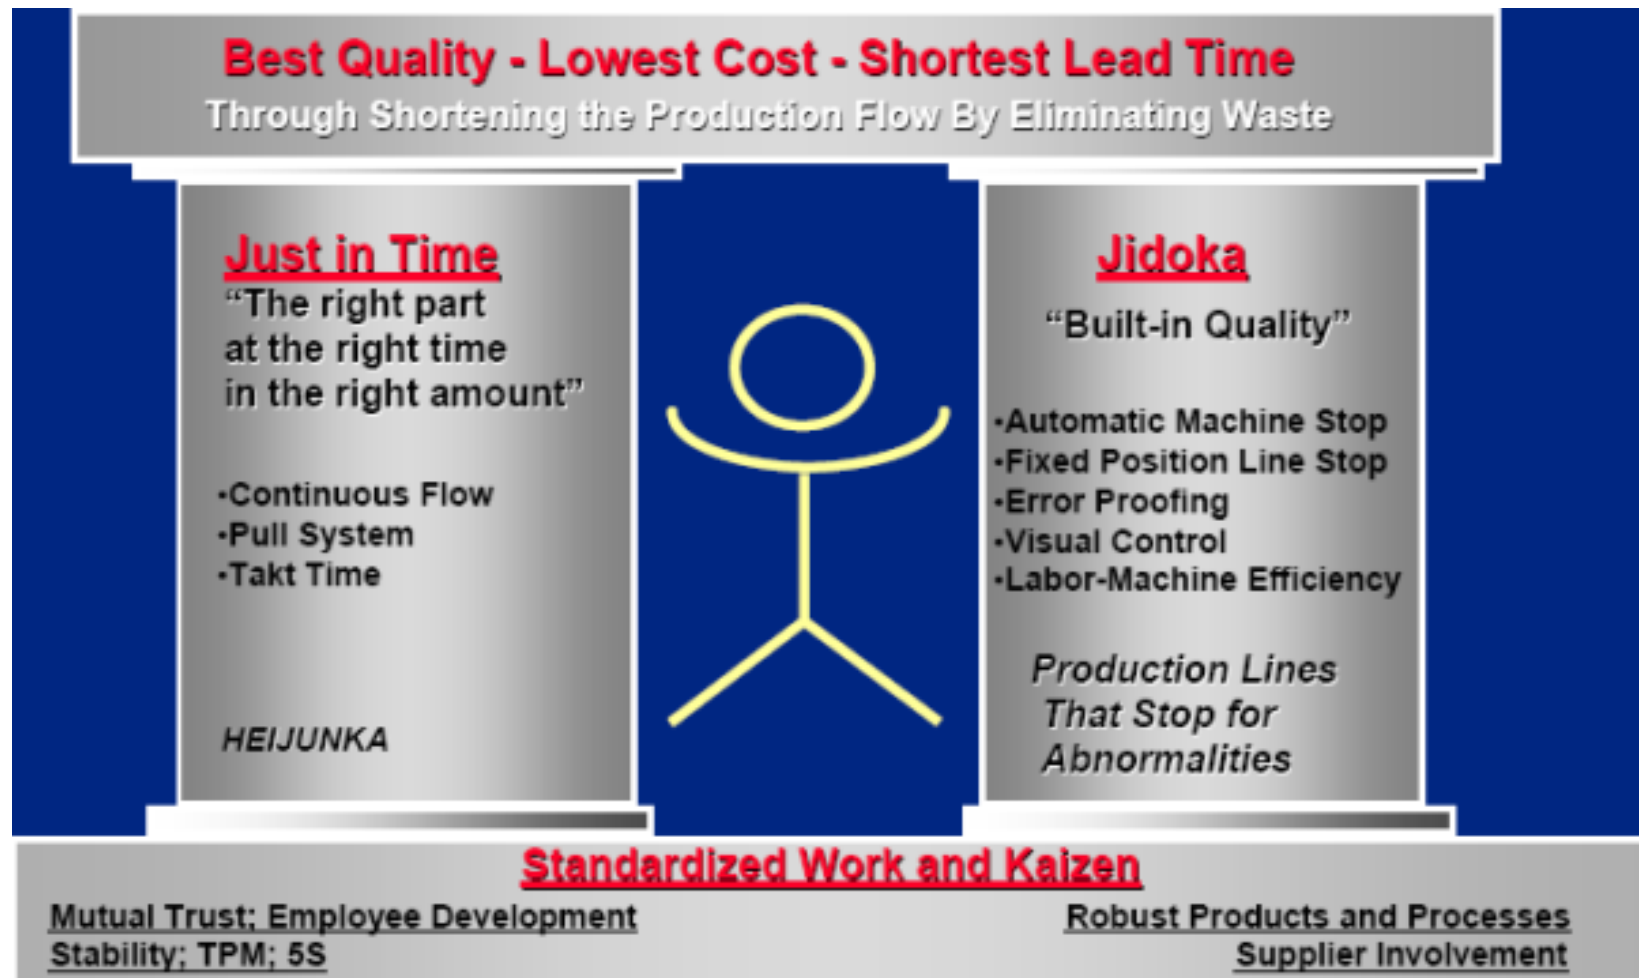 Best Quality - Lowest Cost - Shortest Lead Time
Through Shortening the Production Flow By Eliminating Waste
Just in Time
“The right part
at the right time
in the right amount”
•Continuous Flow
•Pull System
•Takt Time
HEIJUNKA
Jidoka
“Built-in Quality”
•Automatic Machine Stop
•Fixed Position Line Stop
•Error Proofing
•Visual Control
•Labor-Machine Efficiency
Production Lines
That Stop for
Abnormalities
Standardized Work and Kaizen
Mutual Trust; Employee Development
Stability; TPM; 5S
Robust Products and Processes
Supplier Involvement